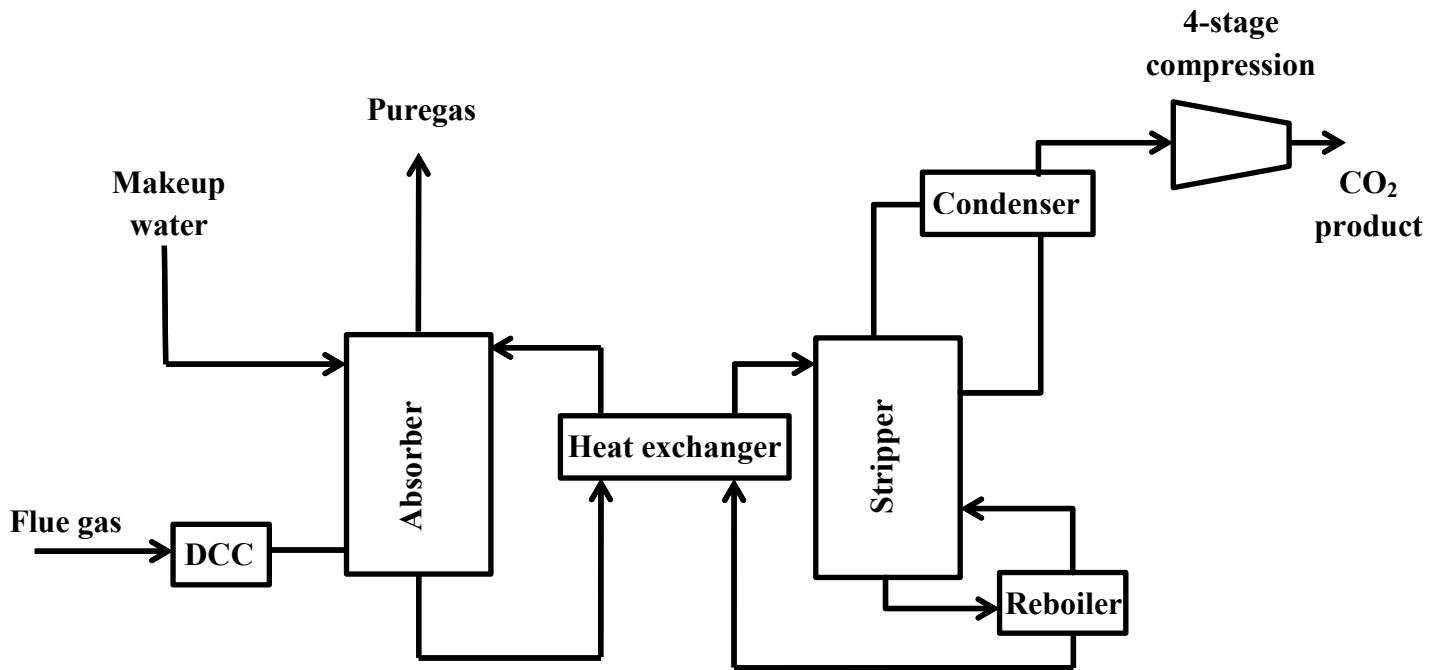 4-stage
compression
Puregas
Makeup
water
Condenser
CO₂
product
Absorber
Stripper
Heat exchanger
Flue gas
DCC
Reboiler